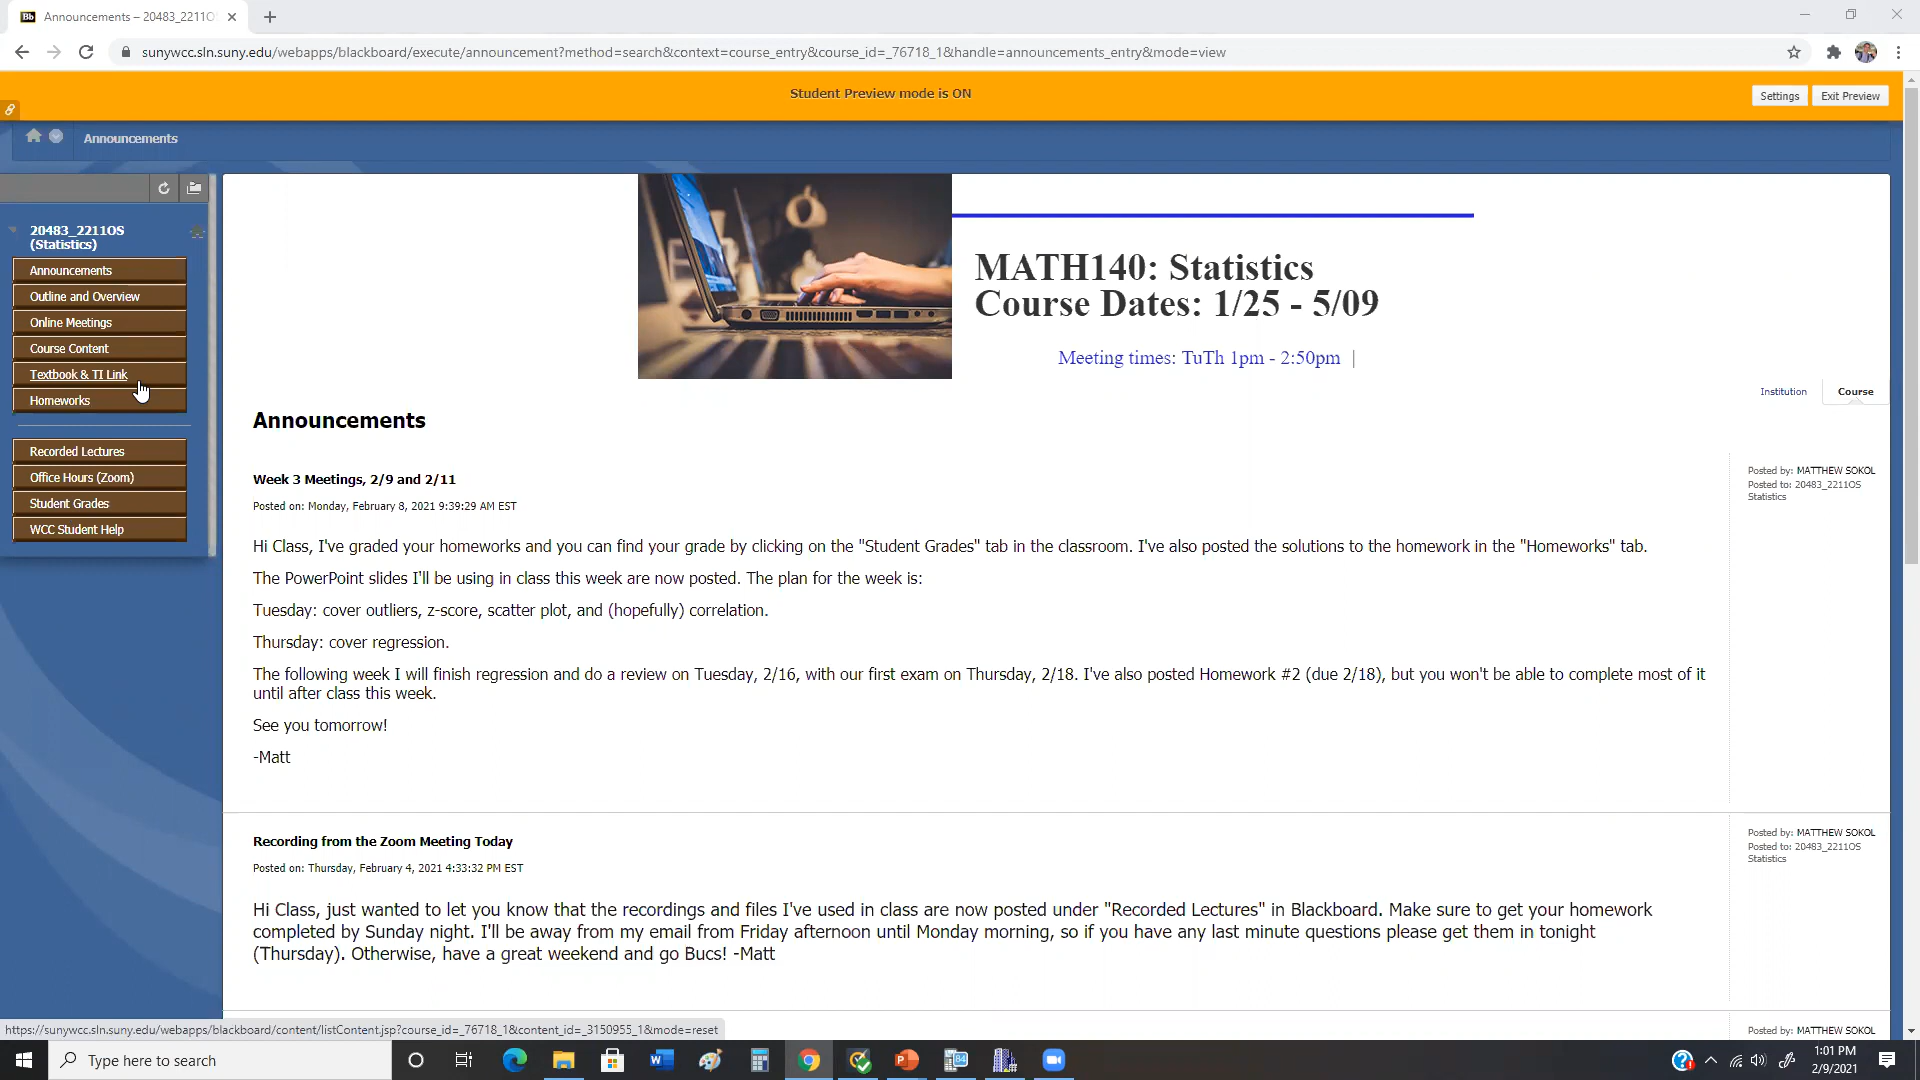 Announcements – 20483_2211O
sunywcc.sln.suny.edu/webapps/blackboard/execute/announcement?method=search&context=course_entry&course_id=_76718_1&handle=announcements_entry&mode=view
Student Preview mode is ON
Settings
Exit Preview
Announcements
20483_2211OS
(Statistics)
Announcements
Outline and Overview
Online Meetings
Course Content
Textbook & TI Link
Homeworks
Recorded Lectures
Office Hours (Zoom)
Student Grades
WCC Student Help
MATH140: Statistics
Course Dates: 1/25 - 5/09
Meeting times: TuTh 1pm - 2:50pm |
Institution
Course
Announcements
Week 3 Meetings, 2/9 and 2/11
Posted on: Monday, February 8, 2021 9:39:29 AM EST
Posted by: MATTHEW SOKOL
Posted to: 20483_2211OS
Statistics
Hi Class, I've graded your homeworks and you can find your grade by clicking on the "Student Grades" tab in the classroom. I've also posted the solutions to the homework in the "Homeworks" tab.
The PowerPoint slides I'll be using in class this week are now posted. The plan for the week is:
Tuesday: cover outliers, z-score, scatter plot, and (hopefully) correlation.
Thursday: cover regression.
The following week I will finish regression and do a review on Tuesday, 2/16, with our first exam on Thursday, 2/18. I've also posted Homework #2 (due 2/18), but you won't be able to complete most of it
until after class this week.
See you tomorrow!
-Matt
Recording from the Zoom Meeting Today
Posted on: Thursday, February 4, 2021 4:33:32 PM EST
Posted by: MATTHEW SOKOL
Posted to: 20483_2211OS
Statistics
Hi Class, just wanted to let you know that the recordings and files I've used in class are now posted under "Recorded Lectures" in Blackboard. Make sure to get your homework
completed by Sunday night. I'll be away from my email from Friday afternoon until Monday morning, so if you have any last minute questions please get them in tonight
(Thursday). Otherwise, have a great weekend and go Bucs! -Matt
Posted by: MATTHEW SOKOL
https://sunywcc.sln.suny.edu/webapps/blackboard/content/listContent.jsp?course_id=_76718_1&content_id=_3150955_1&mode=reset
Type here to search
1:01 PM
2/9/2021